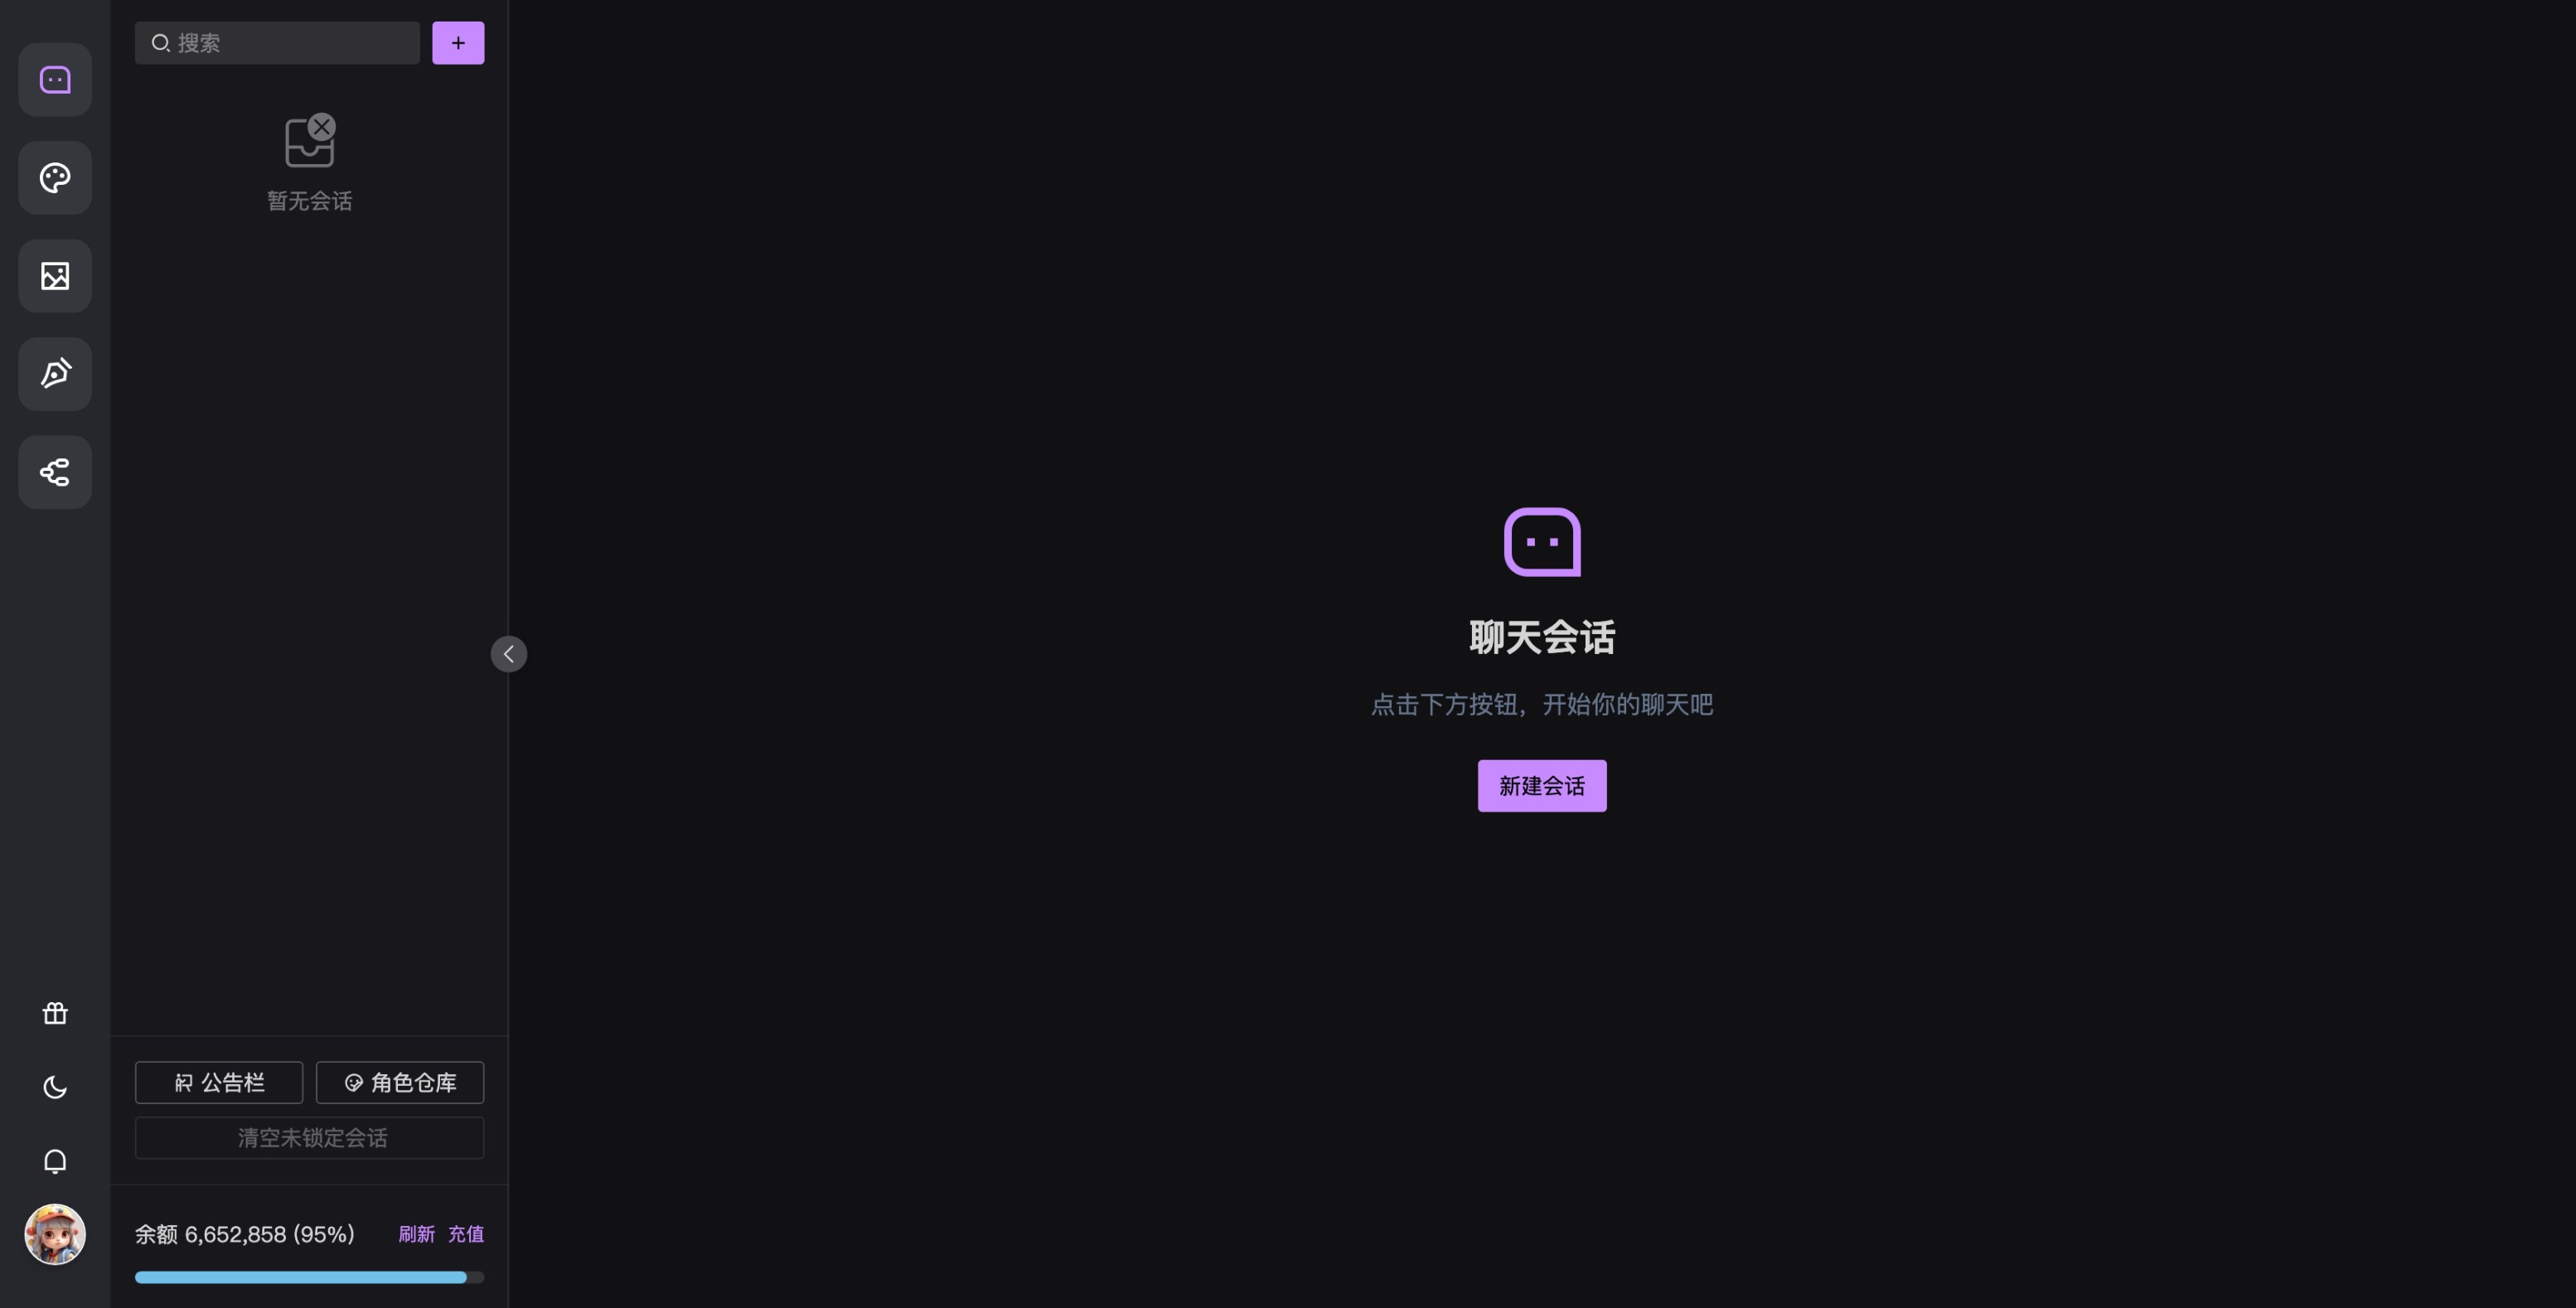 搜索
+
暂无会话
聊天会话
点击下方按钮，开始你的聊天吧
新建会话
公告栏 角色仓库
清空未锁定会话
余额 6,652,858 (95%) 刷新 充值